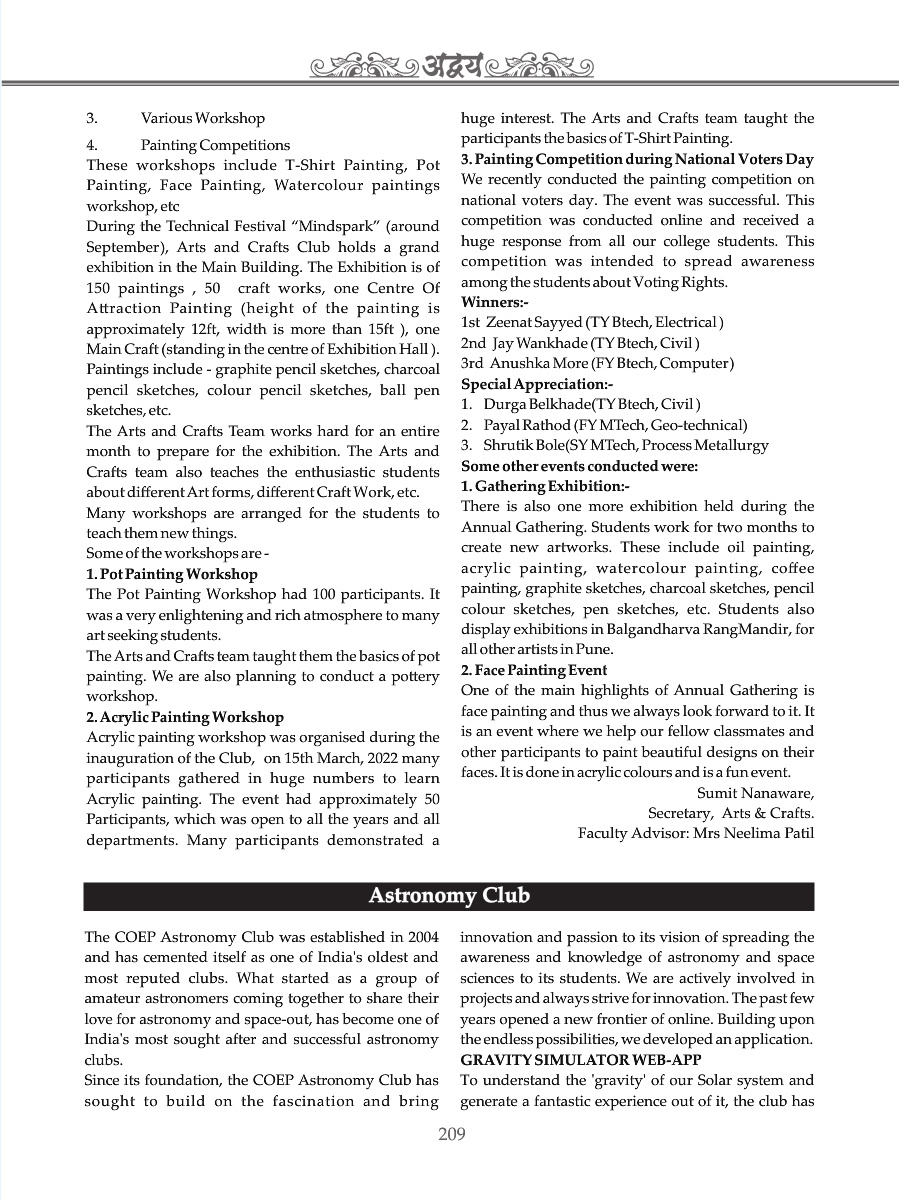 अद्वय
3. Various Workshop
4. Painting Competitions
These workshops include T-Shirt Painting, Pot
Painting, Face Painting, Watercolour paintings
workshop, etc
During the Technical Festival “Mindspark” (around
September), Arts and Crafts Club holds a grand
exhibition in the Main Building. The Exhibition is of
150 paintings , 50 craft works, one Centre Of
Attraction Painting (height of the painting is
approximately 12ft, width is more than 15ft ), one
Main Craft (standing in the centre of Exhibition Hall ).
Paintings include - graphite pencil sketches, charcoal
pencil sketches, colour pencil sketches, ball pen
sketches, etc.
The Arts and Crafts Team works hard for an entire
month to prepare for the exhibition. The Arts and
Crafts team also teaches the enthusiastic students
about different Art forms, different Craft Work, etc.
Many workshops are arranged for the students to
teach them new things.
Some of the workshops are -
1. Pot Painting Workshop
The Pot Painting Workshop had 100 participants. It
was a very enlightening and rich atmosphere to many
art seeking students.
The Arts and Crafts team taught them the basics of pot
painting. We are also planning to conduct a pottery
workshop.
2. Acrylic Painting Workshop
Acrylic painting workshop was organised during the
inauguration of the Club, on 15th March, 2022 many
participants gathered in huge numbers to learn
Acrylic painting. The event had approximately 50
Participants, which was open to all the years and all
departments. Many participants demonstrated a
huge interest. The Arts and Crafts team taught the
participants the basics of T-Shirt Painting.
3. Painting Competition during National Voters Day
We recently conducted the painting competition on
national voters day. The event was successful. This
competition was conducted online and received a
huge response from all our college students. This
competition was intended to spread awareness
among the students about Voting Rights.
Winners:-
1st Zeenat Sayyed (TY Btech, Electrical )
2nd Jay Wankhade (TY Btech, Civil )
3rd Anushka More (FY Btech, Computer)
Special Appreciation:-
1. Durga Belkhade(TY Btech, Civil )
2. Payal Rathod (FY MTech, Geo-technical)
3. Shrutik Bole(SY MTech, Process Metallurgy
Some other events conducted were:
1. Gathering Exhibition:-
There is also one more exhibition held during the
Annual Gathering. Students work for two months to
create new artworks. These include oil painting,
acrylic painting, watercolour painting, coffee
painting, graphite sketches, charcoal sketches, pencil
colour sketches, pen sketches, etc. Students also
display exhibitions in Balgandharva RangMandir, for
all other artists in Pune.
2. Face Painting Event
One of the main highlights of Annual Gathering is
face painting and thus we always look forward to it. It
is an event where we help our fellow classmates and
other participants to paint beautiful designs on their
faces. It is done in acrylic colours and is a fun event.
Sumit Nanaware,
Secretary, Arts & Crafts.
Faculty Advisor: Mrs Neelima Patil
Astronomy Club
The COEP Astronomy Club was established in 2004
and has cemented itself as one of India's oldest and
most reputed clubs. What started as a group of
amateur astronomers coming together to share their
love for astronomy and space-out, has become one of
India's most sought after and successful astronomy
clubs.
Since its foundation, the COEP Astronomy Club has
sought to build on the fascination and bring
innovation and passion to its vision of spreading the
awareness and knowledge of astronomy and space
sciences to its students. We are actively involved in
projects and always strive for innovation. The past few
years opened a new frontier of online. Building upon
the endless possibilities, we developed an application.
GRAVITY SIMULATOR WEB-APP
To understand the 'gravity' of our Solar system and
generate a fantastic experience out of it, the club has
209